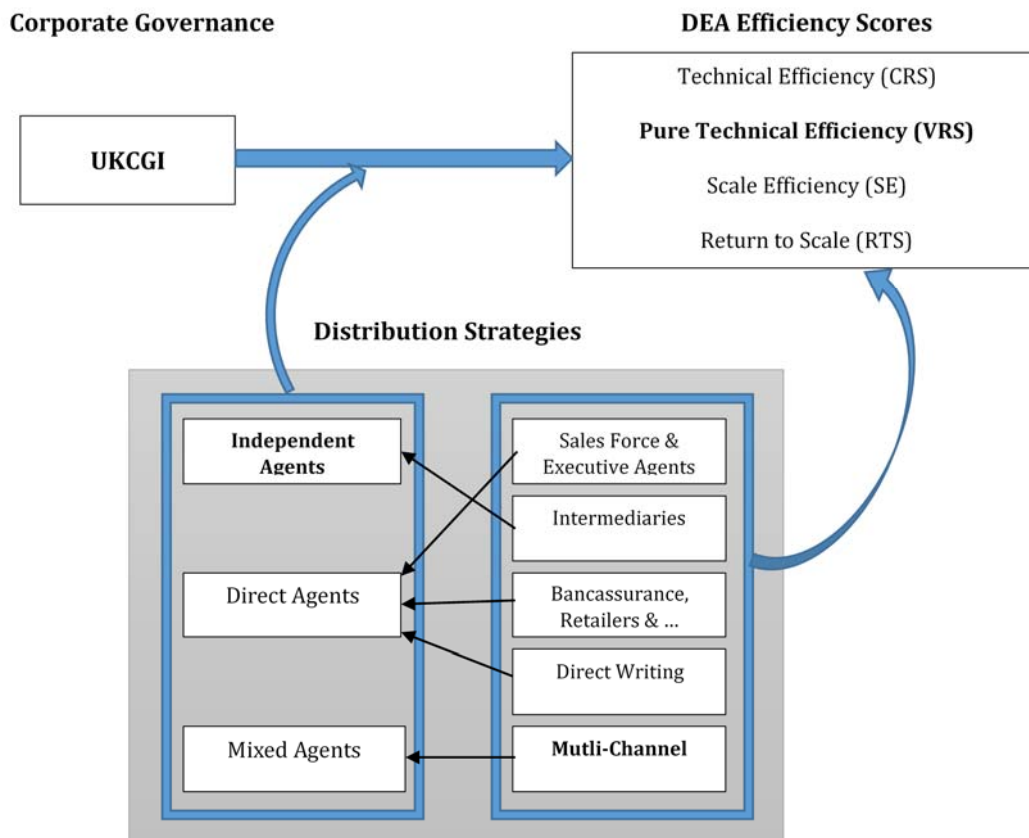 Corporate Governance
DEA Efficiency Scores
UKCGI
Technical Efficiency (CRS)
Pure Technical Efficiency (VRS)
Scale Efficiency (SE)
Return to Scale (RTS)
Distribution Strategies
Independent
Agents
Direct Agents
Mixed Agents
Sales Force &
Executive Agents
Intermediaries
Bancassurance,
Retailers & ...
Direct Writing
Mutli-Channel